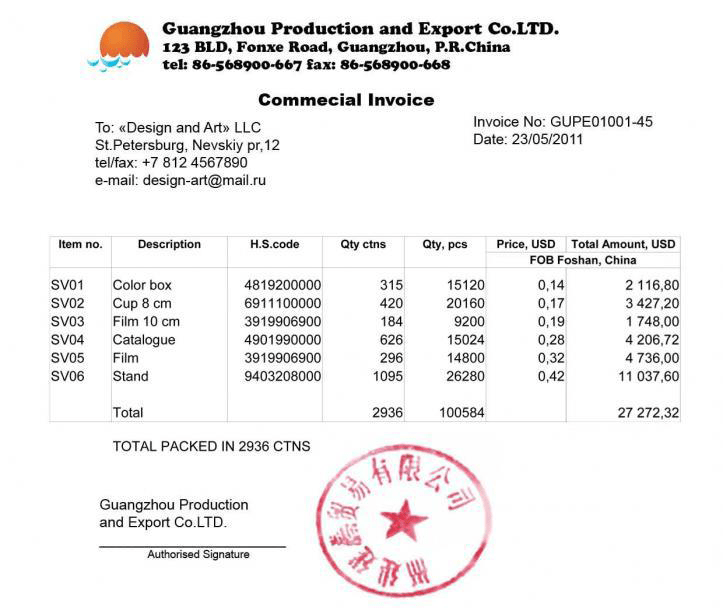 Guangzhou Production and Export Co.LTD.
123 BLD, Fonxe Road, Guangzhou, P.R.China
tel: 86-568900-667 fax: 86-568900-668
Commecial Invoice
To: «Design and Art» LLC
St.Petersburg, Nevskiy pr,12
tel/fax: +7 812 4567890
e-mail: design-art@mail.ru
Invoice No: GUPE01001-45
Date: 23/05/2011
Item no. Description H.S.code Qty ctns Qty, pcs Price, USD Total Amount, USD
FOB Foshan, China
SV01 Color box 4819200000 315 15120 0,14 2 116,80
SV02 Cup 8 cm 6911100000 420 20160 0,17 3 427,20
SV03 Film 10 cm 3919906900 184 9200 0,19 1 748,00
SV04 Catalogue 4901990000 626 15024 0,28 4 206,72
SV05 Film 3919906900 296 14800 0,32 4 736,00
SV06 Stand 9403208000 1095 26280 0,42 11 037,60
Total 2936 100584 27 272,32
TOTAL PACKED IN 2936 CTNS
Guangzhou Production
and Export Co.LTD.
Authorised Signature
贸易有限公司